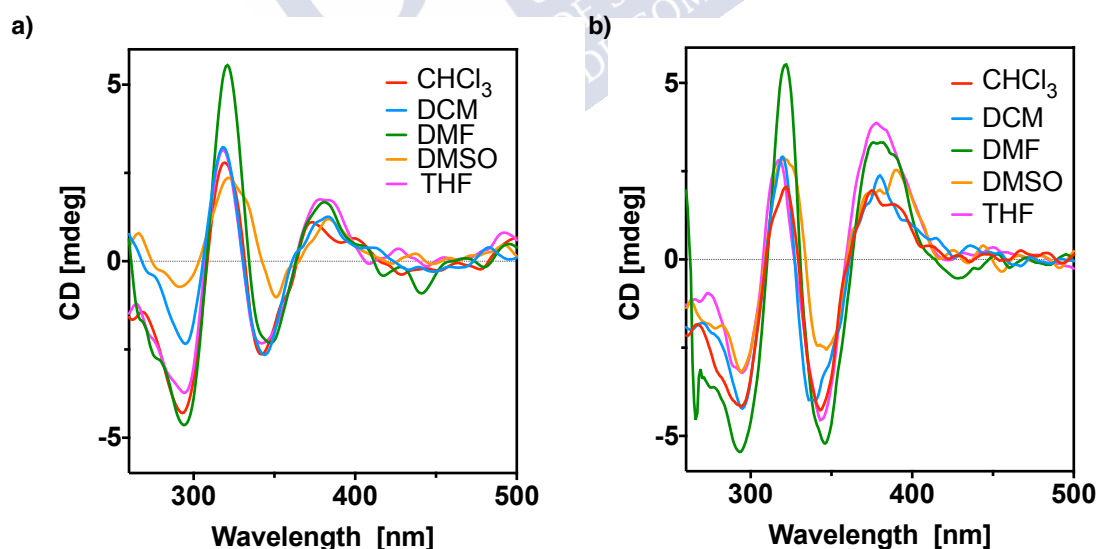 a)
5
0
-5
CD [mdeg]
CHCl₃
DCM
DMF
DMSO
THF
300
400
500
Wavelength [nm]
b)
5
0
-5
CD [mdeg]
CHCl₃
DCM
DMF
DMSO
THF
300
400
500
Wavelength [nm]